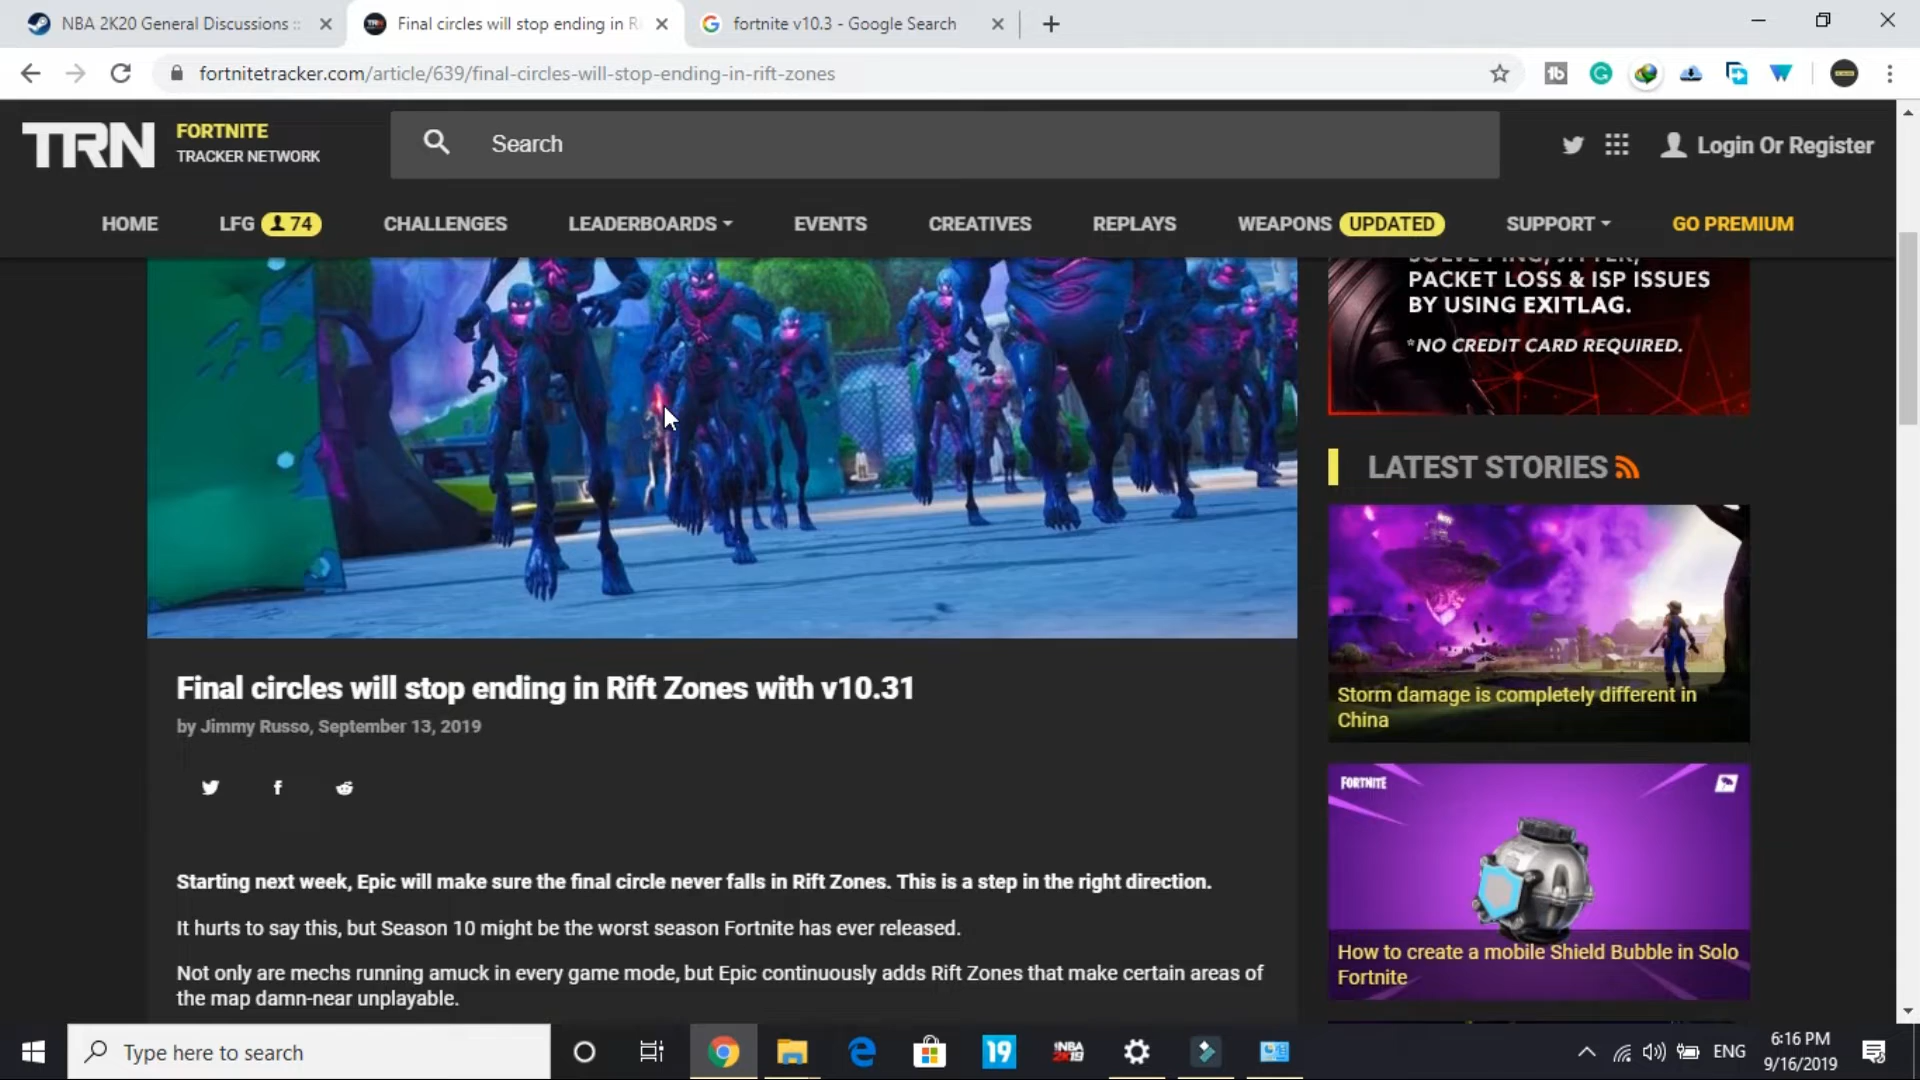 NBA 2K20 General Discussions ::
Final circles will stop ending in Ri
fortnite v10.3 - Google Search
fortnitetracker.com/article/639/final-circles-will-stop-ending-in-rift-zones
TRN
FORTNITE
TRACKER NETWORK
Search
Login Or Register
HOME
LFG 74
CHALLENGES
LEADERBOARDS
EVENTS
CREATIVES
REPLAYS
WEAPONS UPDATED
SUPPORT
GO PREMIUM
PACKET LOSS & ISP ISSUES
BY USING EXITLAG.
*NO CREDIT CARD REQUIRED.
LATEST STORIES
Storm damage is completely different in
China
FORTNITE
How to create a mobile Shield Bubble in Solo
Fortnite
Final circles will stop ending in Rift Zones with v10.31
by Jimmy Russo, September 13, 2019
Starting next week, Epic will make sure the final circle never falls in Rift Zones. This is a step in the right direction.
It hurts to say this, but Season 10 might be the worst season Fortnite has ever released.
Not only are mechs running amuck in every game mode, but Epic continuously adds Rift Zones that make certain areas of
the map damn-near unplayable.
Type here to search
19
NBA
2K19
ENG
6:16 PM
9/16/2019